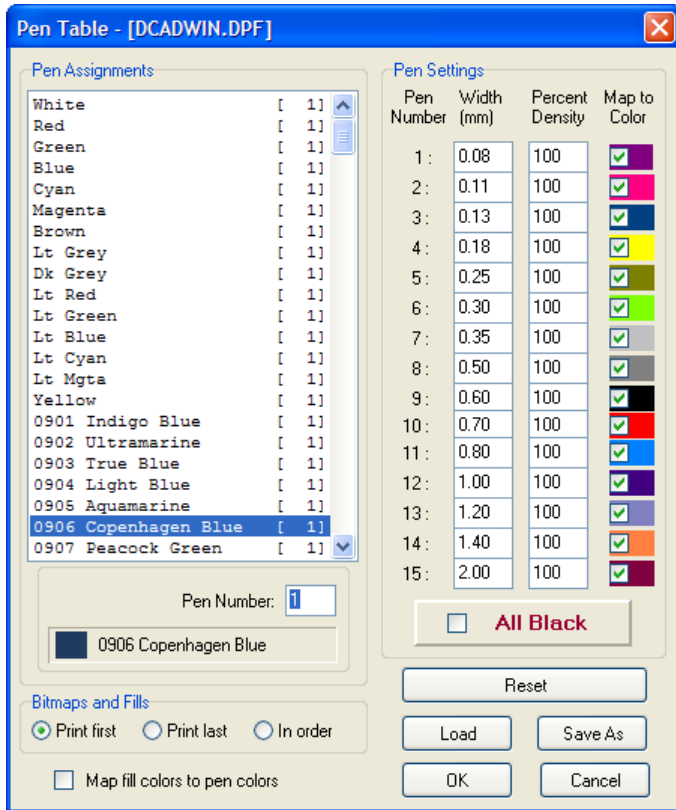 Pen Table - [DCADWIN.DPF]
Pen Assignments
White [ 1]
Red [ 1]
Green [ 1]
Blue [ 1]
Cyan [ 1]
Magenta [ 1]
Brown [ 1]
Lt Grey [ 1]
Dk Grey [ 1]
Lt Red [ 1]
Lt Green [ 1]
Lt Blue [ 1]
Lt Cyan [ 1]
Lt Mgta [ 1]
Yellow [ 1]
0901 Indigo Blue [ 1]
0902 Ultramarine [ 1]
0903 True Blue [ 1]
0904 Light Blue [ 1]
0905 Aquamarine [ 1]
0906 Copenhagen Blue [ 1]
0907 Peacock Green [ 1]
Pen Number: 1
0906 Copenhagen Blue
Bitmaps and Fills
Print first Print last In order
Map fill colors to pen colors
Pen Settings
Pen Width Percent Map to
Number (mm) Density Color
1 : 0.08 100
2 : 0.11 100
3 : 0.13 100
4 : 0.18 100
5 : 0.25 100
6 : 0.30 100
7 : 0.35 100
8 : 0.50 100
9 : 0.60 100
10 : 0.70 100
11 : 0.80 100
12 : 1.00 100
13 : 1.20 100
14 : 1.40 100
15 : 2.00 100
All Black
Reset
Load Save As
OK Cancel